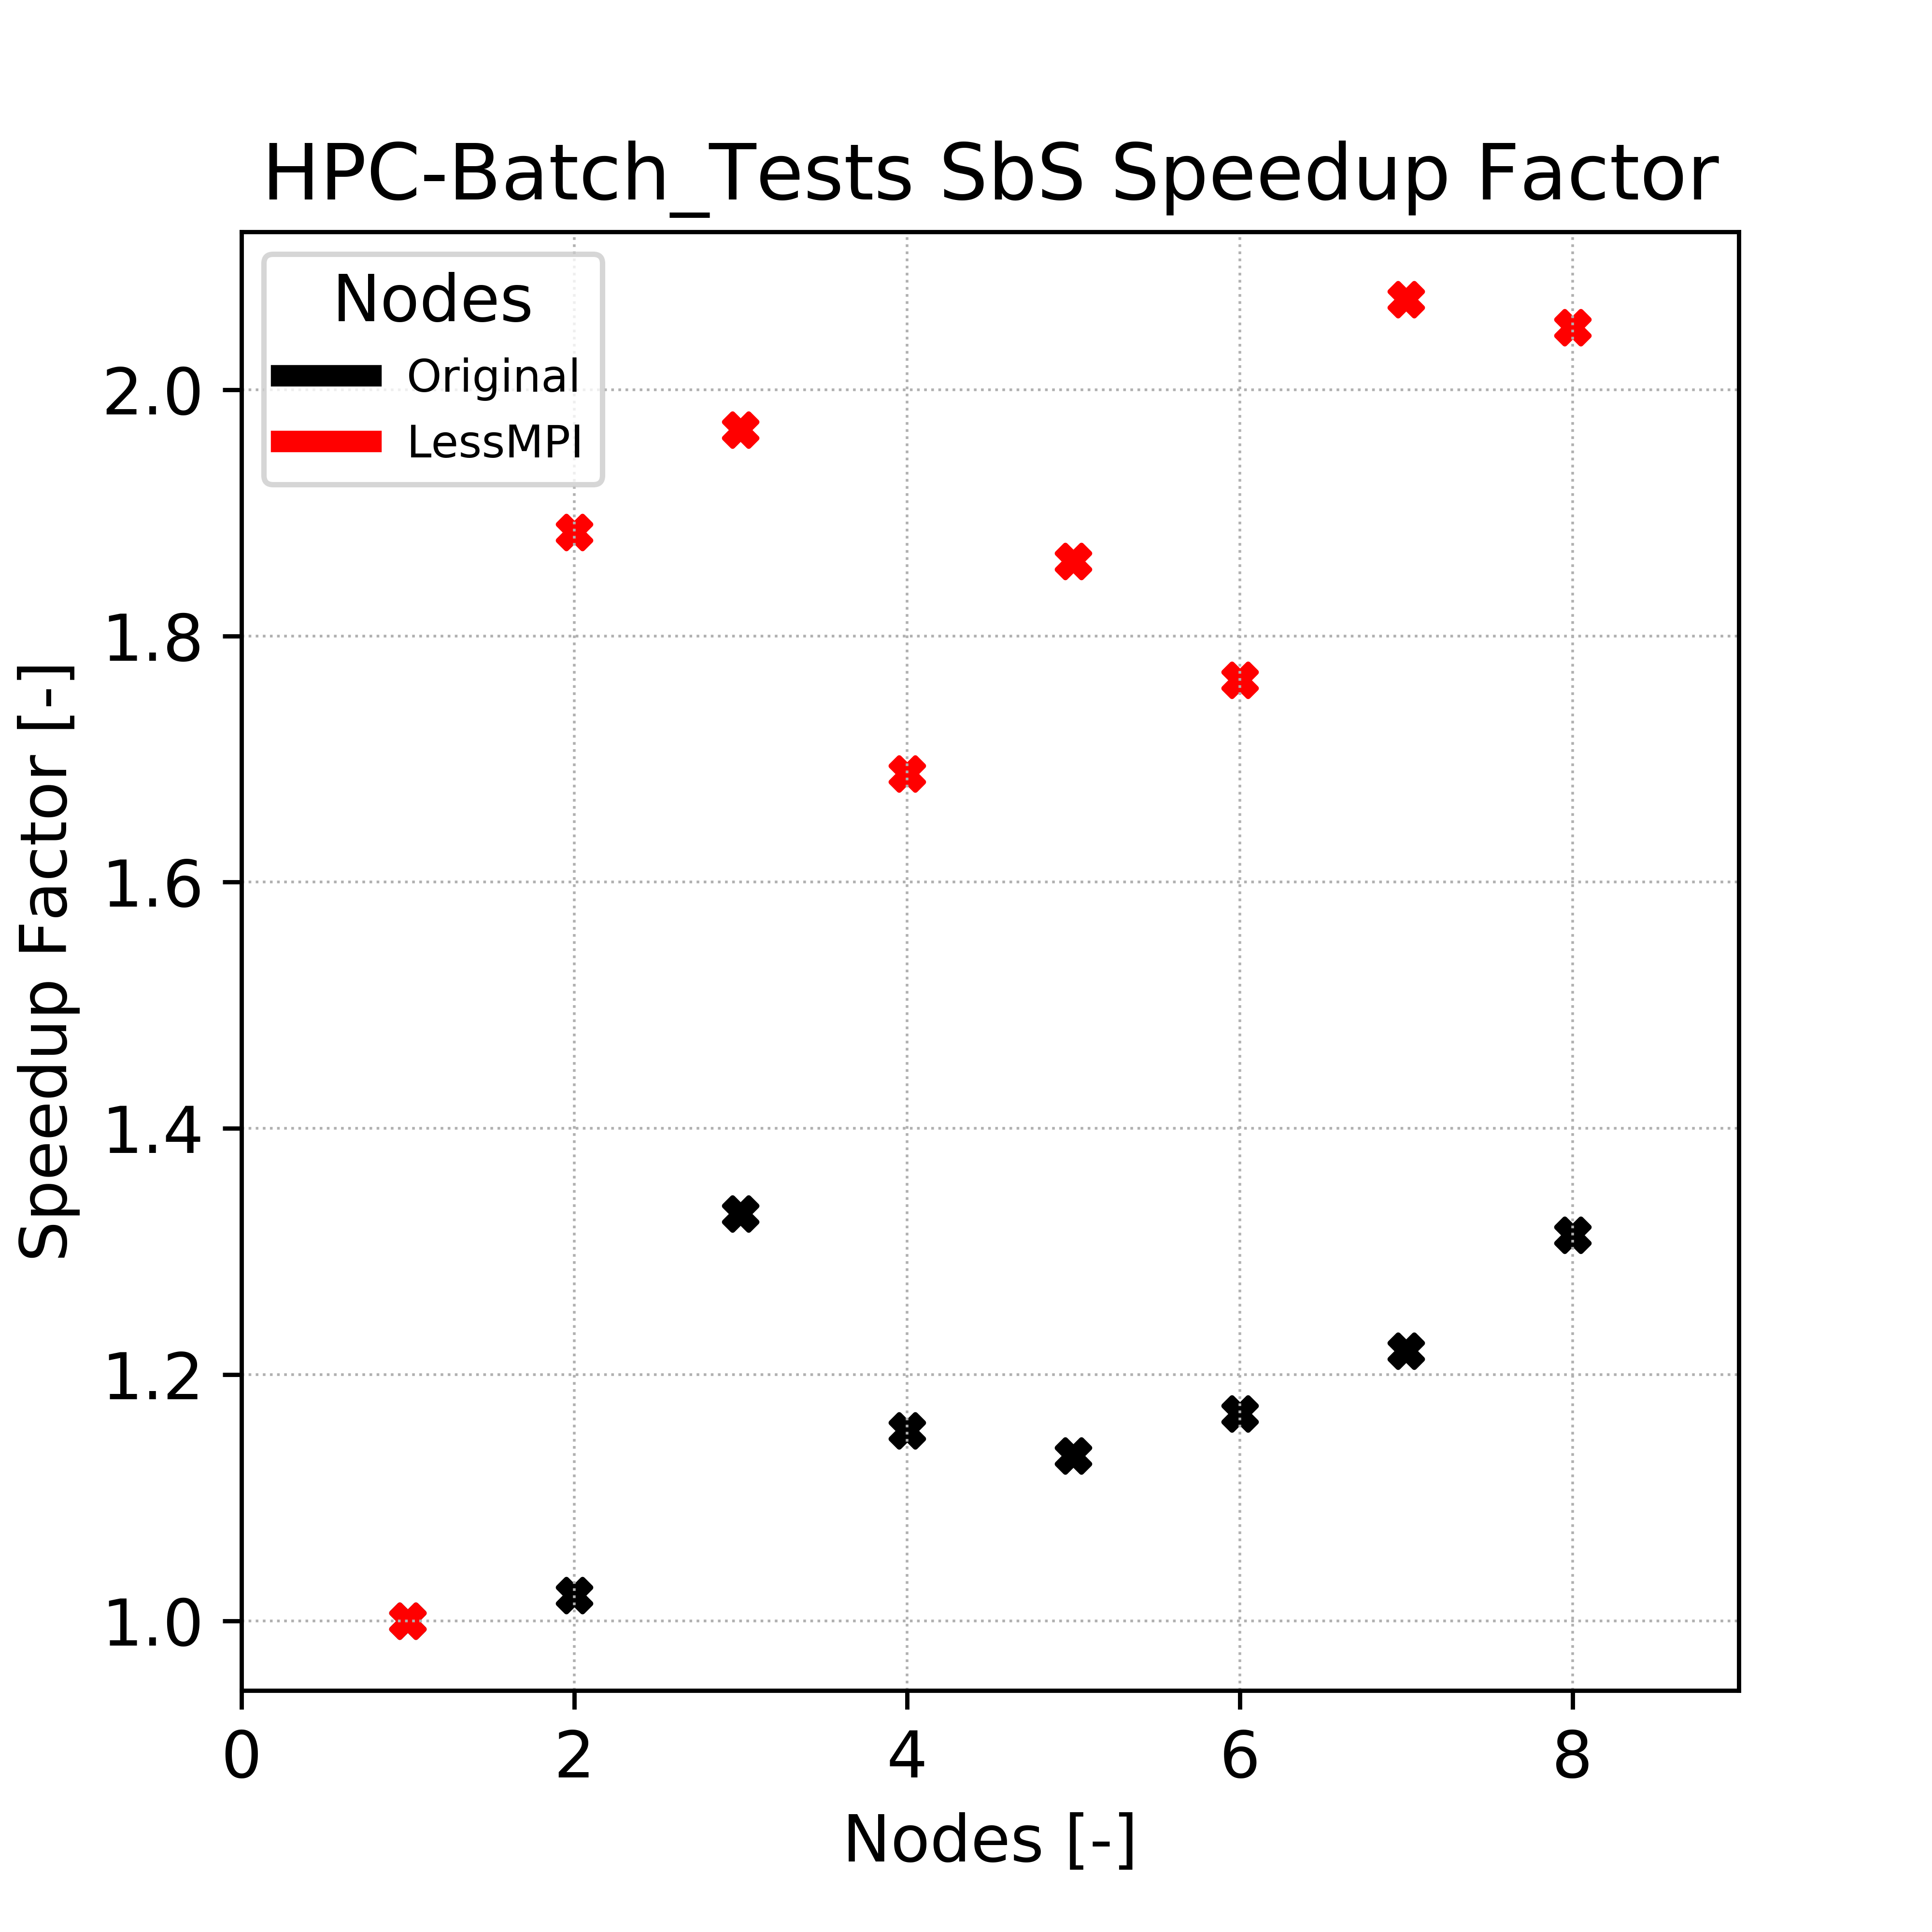 HPC-Batch_Tests SbS Speedup Factor
Nodes
Original
LessMPI
Speedup Factor [-]
2.0
1.8
1.6
1.4
1.2
1.0
0 2 4 6 8
Nodes [-]